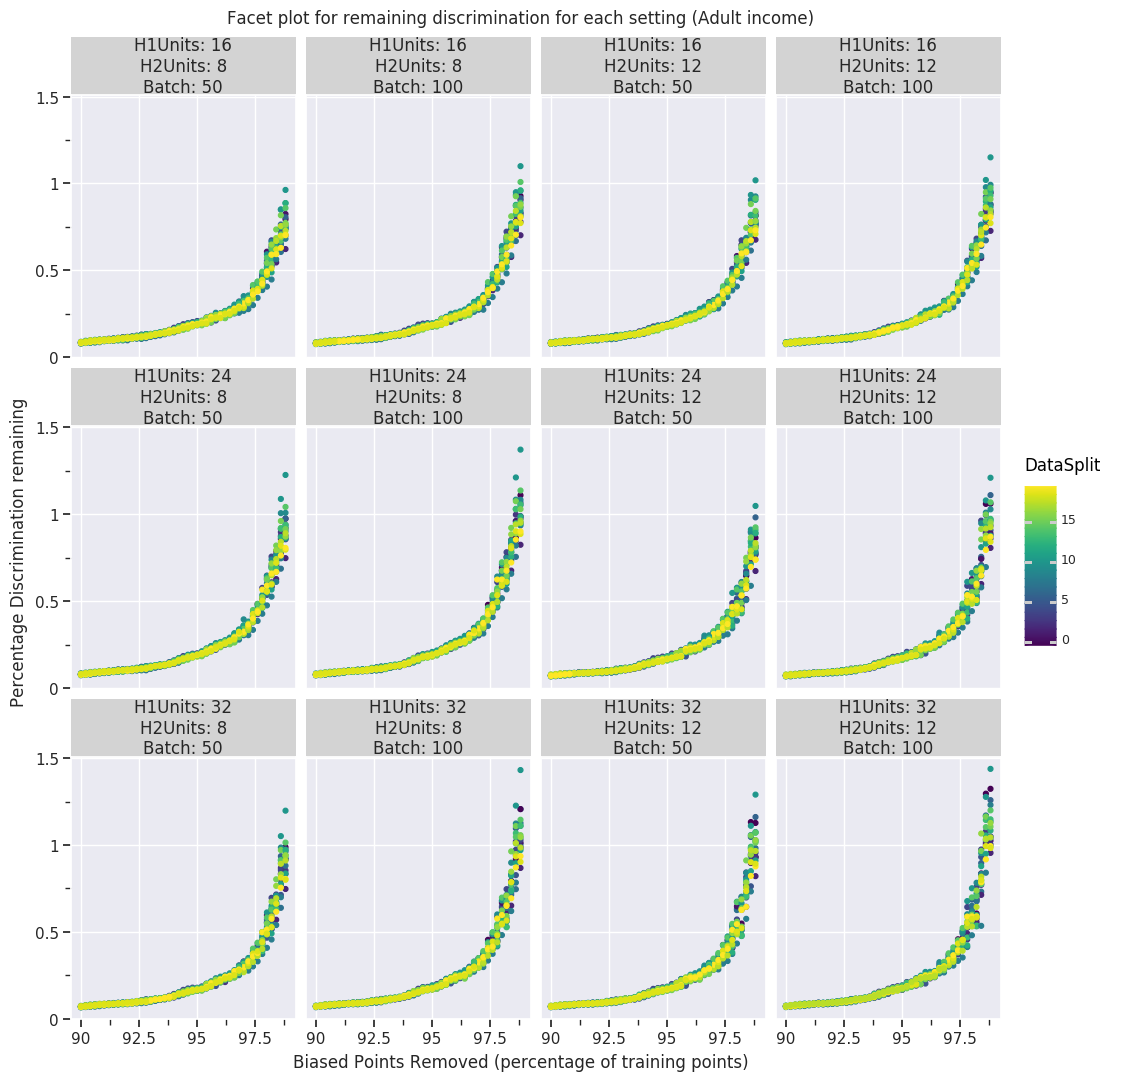 Facet plot for remaining discrimination for each setting (Adult income)
H1Units: 16
H2Units: 8
Batch: 50
H1Units: 16
H2Units: 8
Batch: 100
H1Units: 16
H2Units: 12
Batch: 50
H1Units: 16
H2Units: 12
Batch: 100
1.5
1
0.5
0
H1Units: 24
H2Units: 8
Batch: 50
H1Units: 24
H2Units: 8
Batch: 100
H1Units: 24
H2Units: 12
Batch: 50
H1Units: 24
H2Units: 12
Batch: 100
1.5
1
0.5
0
Percentage Discrimination remaining
H1Units: 32
H2Units: 8
Batch: 50
H1Units: 32
H2Units: 8
Batch: 100
H1Units: 32
H2Units: 12
Batch: 50
H1Units: 32
H2Units: 12
Batch: 100
1.5
1
0.5
0
90 92.5 95 97.5
90 92.5 95 97.5
90 92.5 95 97.5
90 92.5 95 97.5
Biased Points Removed (percentage of training points)
DataSplit
15
10
5
0